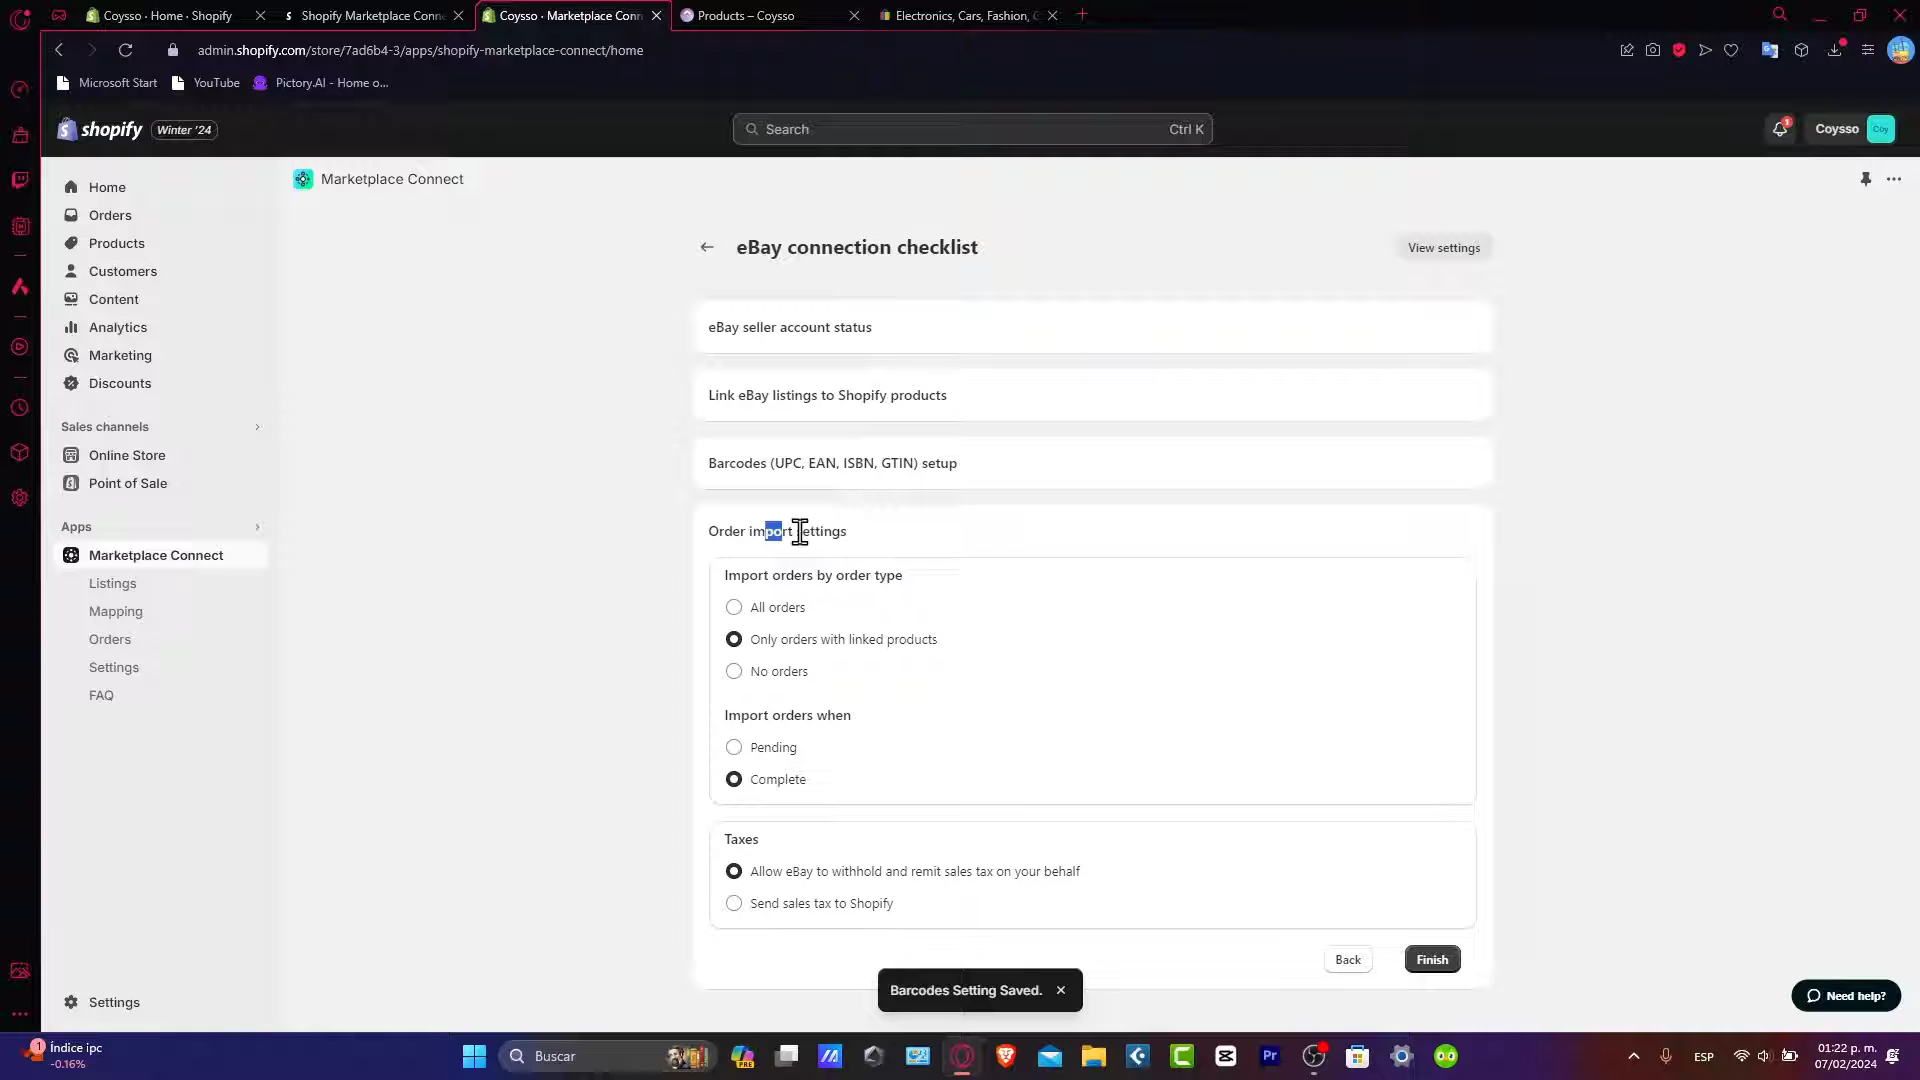 Coysso · Home · Shopify
Shopify Marketplace Conn
Coysso · Marketplace Conn
Products – Coysso
Electronics, Cars, Fashion, C
admin.shopify.com/store/7ad6b4-3/apps/shopify-marketplace-connect/home
Microsoft Start
YouTube
Pictory.AI - Home o...
shopify
Winter '24
Search
Ctrl K
1
Coysso
Coy
Home
Orders
Products
Customers
Content
Analytics
Marketing
Discounts
Sales channels
Online Store
Point of Sale
Apps
Marketplace Connect
Listings
Mapping
Orders
Settings
FAQ
Settings
Marketplace Connect
eBay connection checklist
View settings
eBay seller account status
Link eBay listings to Shopify products
Barcodes (UPC, EAN, ISBN, GTIN) setup
Order import settings
Import orders by order type
All orders
Only orders with linked products
No orders
Import orders when
Pending
Complete
Taxes
Allow eBay to withhold and remit sales tax on your behalf
Send sales tax to Shopify
Back
Finish
Barcodes Setting Saved.
Need help?
1
Índice ipc
-0.16%
Buscar
PRE
Pr
ESP
01:22 p. m.
07/02/2024